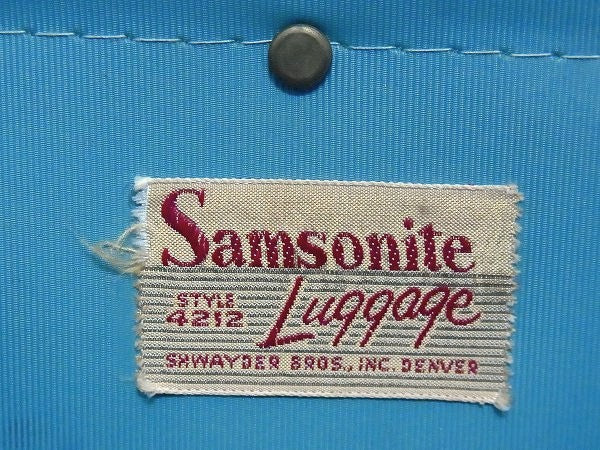 Samsonite
STYLE Luggage
4212
SHWAYDER BROS., INC. DENVER